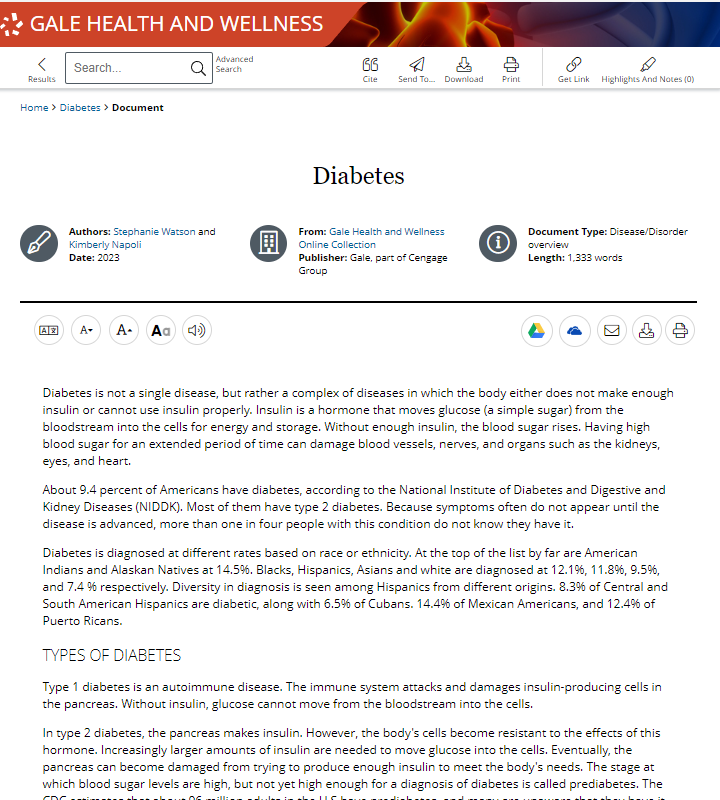 GALE HEALTH AND WELLNESS
Results
Search...
Advanced
Search
Cite
Send To...
Download
Print
Get Link
Highlights And Notes (0)
Home > Diabetes > Document
Diabetes
Authors: Stephanie Watson and
Kimberly Napoli
Date: 2023
From: Gale Health and Wellness
Online Collection
Publisher: Gale, part of Cengage
Group
Document Type: Disease/Disorder
overview
Length: 1,333 words
A
A
Aa
Diabetes is not a single disease, but rather a complex of diseases in which the body either does not make enough
insulin or cannot use insulin properly. Insulin is a hormone that moves glucose (a simple sugar) from the
bloodstream into the cells for energy and storage. Without enough insulin, the blood sugar rises. Having high
blood sugar for an extended period of time can damage blood vessels, nerves, and organs such as the kidneys,
eyes, and heart.
About 9.4 percent of Americans have diabetes, according to the National Institute of Diabetes and Digestive and
Kidney Diseases (NIDDK). Most of them have type 2 diabetes. Because symptoms often do not appear until the
disease is advanced, more than one in four people with this condition do not know they have it.
Diabetes is diagnosed at different rates based on race or ethnicity. At the top of the list by far are American
Indians and Alaskan Natives at 14.5%. Blacks, Hispanics, Asians and white are diagnosed at 12.1%, 11.8%, 9.5%,
and 7.4 % respectively. Diversity in diagnosis is seen among Hispanics from different origins. 8.3% of Central and
South American Hispanics are diabetic, along with 6.5% of Cubans. 14.4% of Mexican Americans, and 12.4% of
Puerto Ricans.
TYPES OF DIABETES
Type 1 diabetes is an autoimmune disease. The immune system attacks and damages insulin-producing cells in
the pancreas. Without insulin, glucose cannot move from the bloodstream into the cells.
In type 2 diabetes, the pancreas makes insulin. However, the body's cells become resistant to the effects of this
hormone. Increasingly larger amounts of insulin are needed to move glucose into the cells. Eventually, the
pancreas can become damaged from trying to produce enough insulin to meet the body's needs. The stage at
which blood sugar levels are high, but not yet high enough for a diagnosis of diabetes is called prediabetes. The